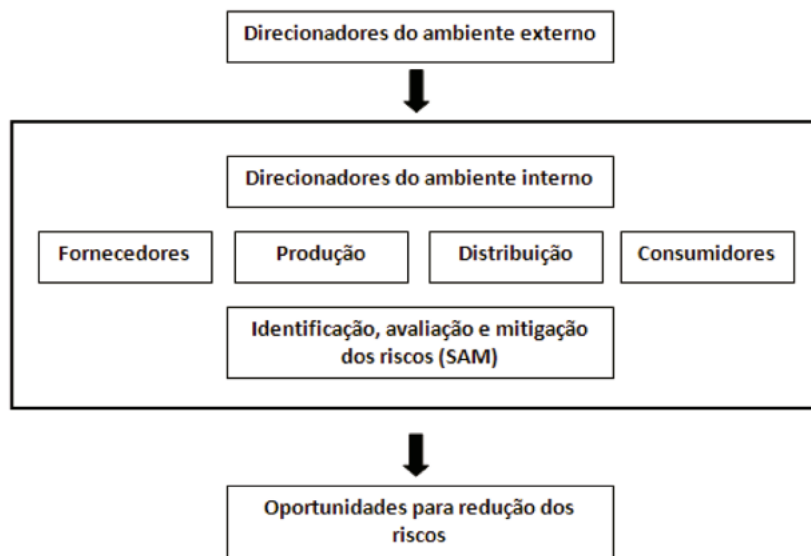 Direcionadores do ambiente externo
Direcionadores do ambiente interno
Fornecedores
Produção
Distribuição
Consumidores
Identificação, avaliação e mitigação
dos riscos (SAM)
Oportunidades para redução dos
riscos